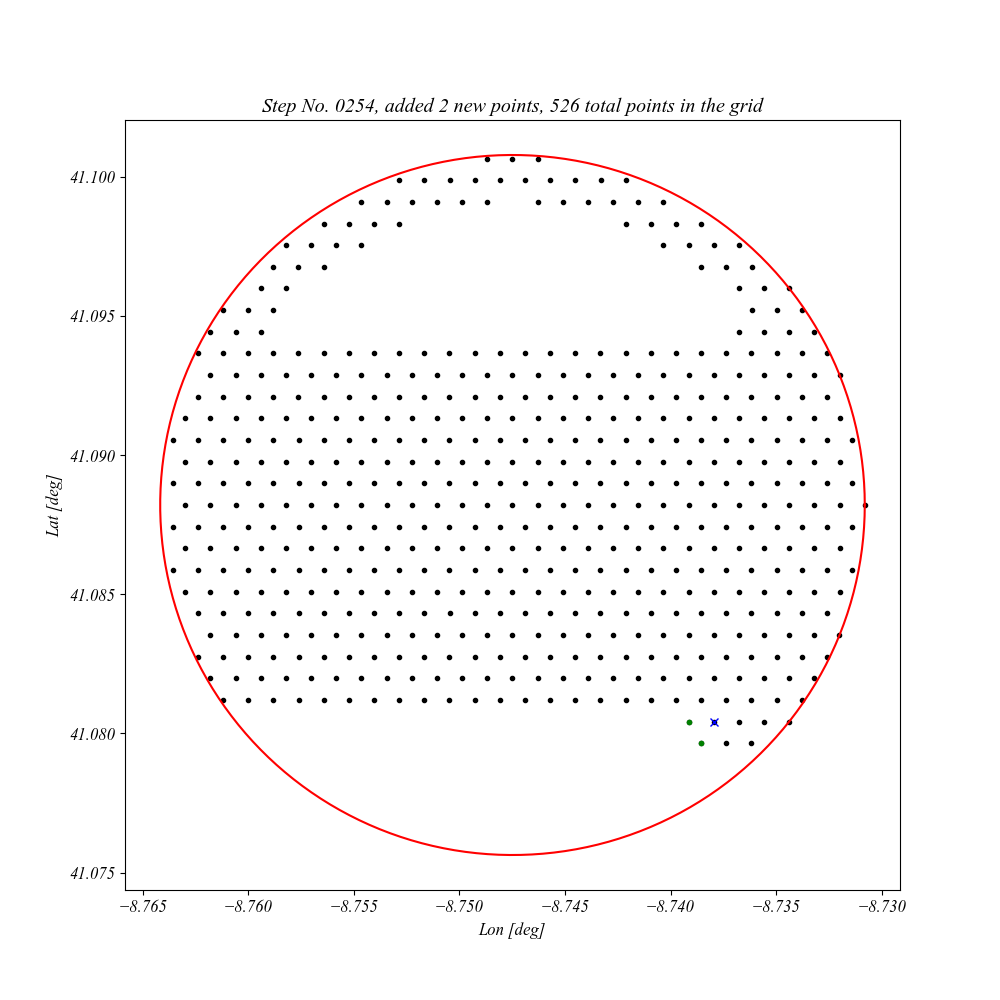 Step No. 0254, added 2 new points, 526 total points in the grid
41.100
41.095
41.090
41.085
41.080
41.075
Lat [deg]
−8.765 −8.760 −8.755 −8.750 −8.745 −8.740 −8.735 −8.730
Lon [deg]